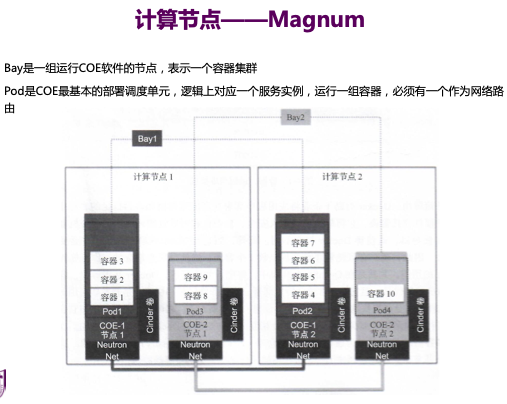 计算节点——Magnum
Bay是一组运行COE软件的节点，表示一个容器集群
Pod是COE最基本的部署调度单元，逻辑上对应一个服务实例，运行一组容器，必须有一个作为网络路
由
Bay2
Bay1
计算节点 1
计算节点 2
容器 3
容器 2
容器 1
Pod1
COE-1
节点 1
Neutron
Net
Cinder 卷
容器 9
容器 8
Pod3
COE-2
节点 1
Neutron
Net
Cinder 卷
容器 7
容器 6
容器 5
容器 4
Pod2
COE-1
节点 2
Neutron
Net
Cinder 卷
容器 10
Pod4
COE-2
节点 2
Neutron
Net
Cinder 卷